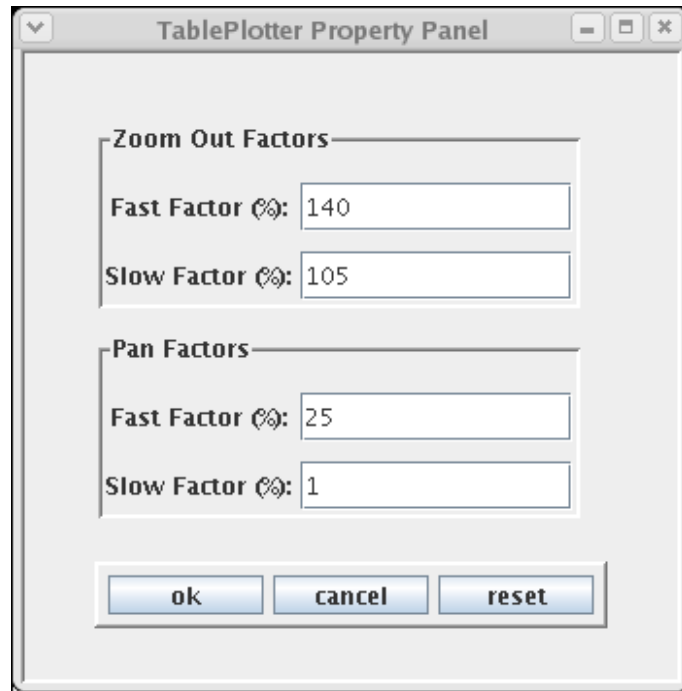 TablePlotter Property Panel
Zoom Out Factors
Fast Factor (%): 140
Slow Factor (%): 105
Pan Factors
Fast Factor (%): 25
Slow Factor (%): 1
ok cancel reset